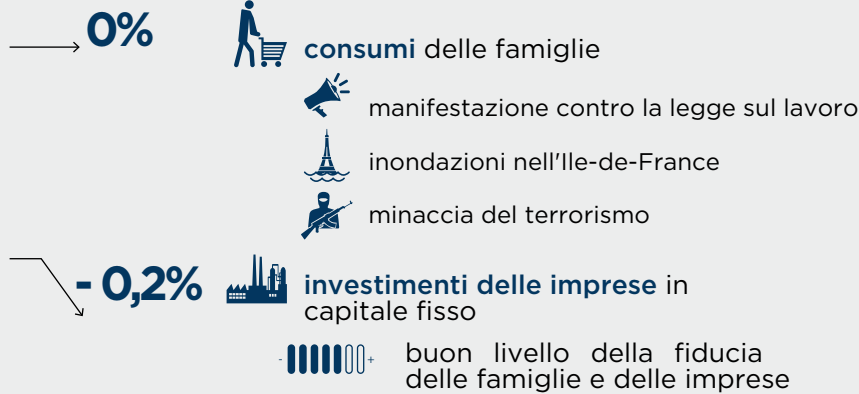 0%
consumi delle famiglie
manifestazione contro la legge sul lavoro
inondazioni nell'Ile-de-France
minaccia del terrorismo
- 0,2%
investimenti delle imprese in
capitale fisso
- +
buon livello della fiducia
delle famiglie e delle imprese